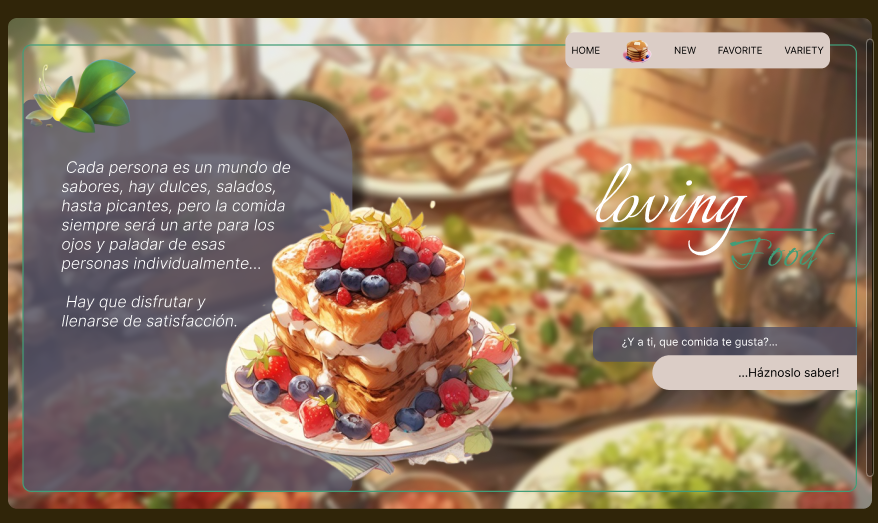 HOME NEW FAVORITE VARIETY
Cada persona es un mundo de
sabores, hay dulces, salados,
hasta picantes, pero la comida
siempre será un arte para los
ojos y paladar de esas
personas individualmente...
Hay que disfrutar y
llenarse de satisfacción.
loving
Food
¿Y a ti, que comida te gusta?...
...Háznoslo saber!